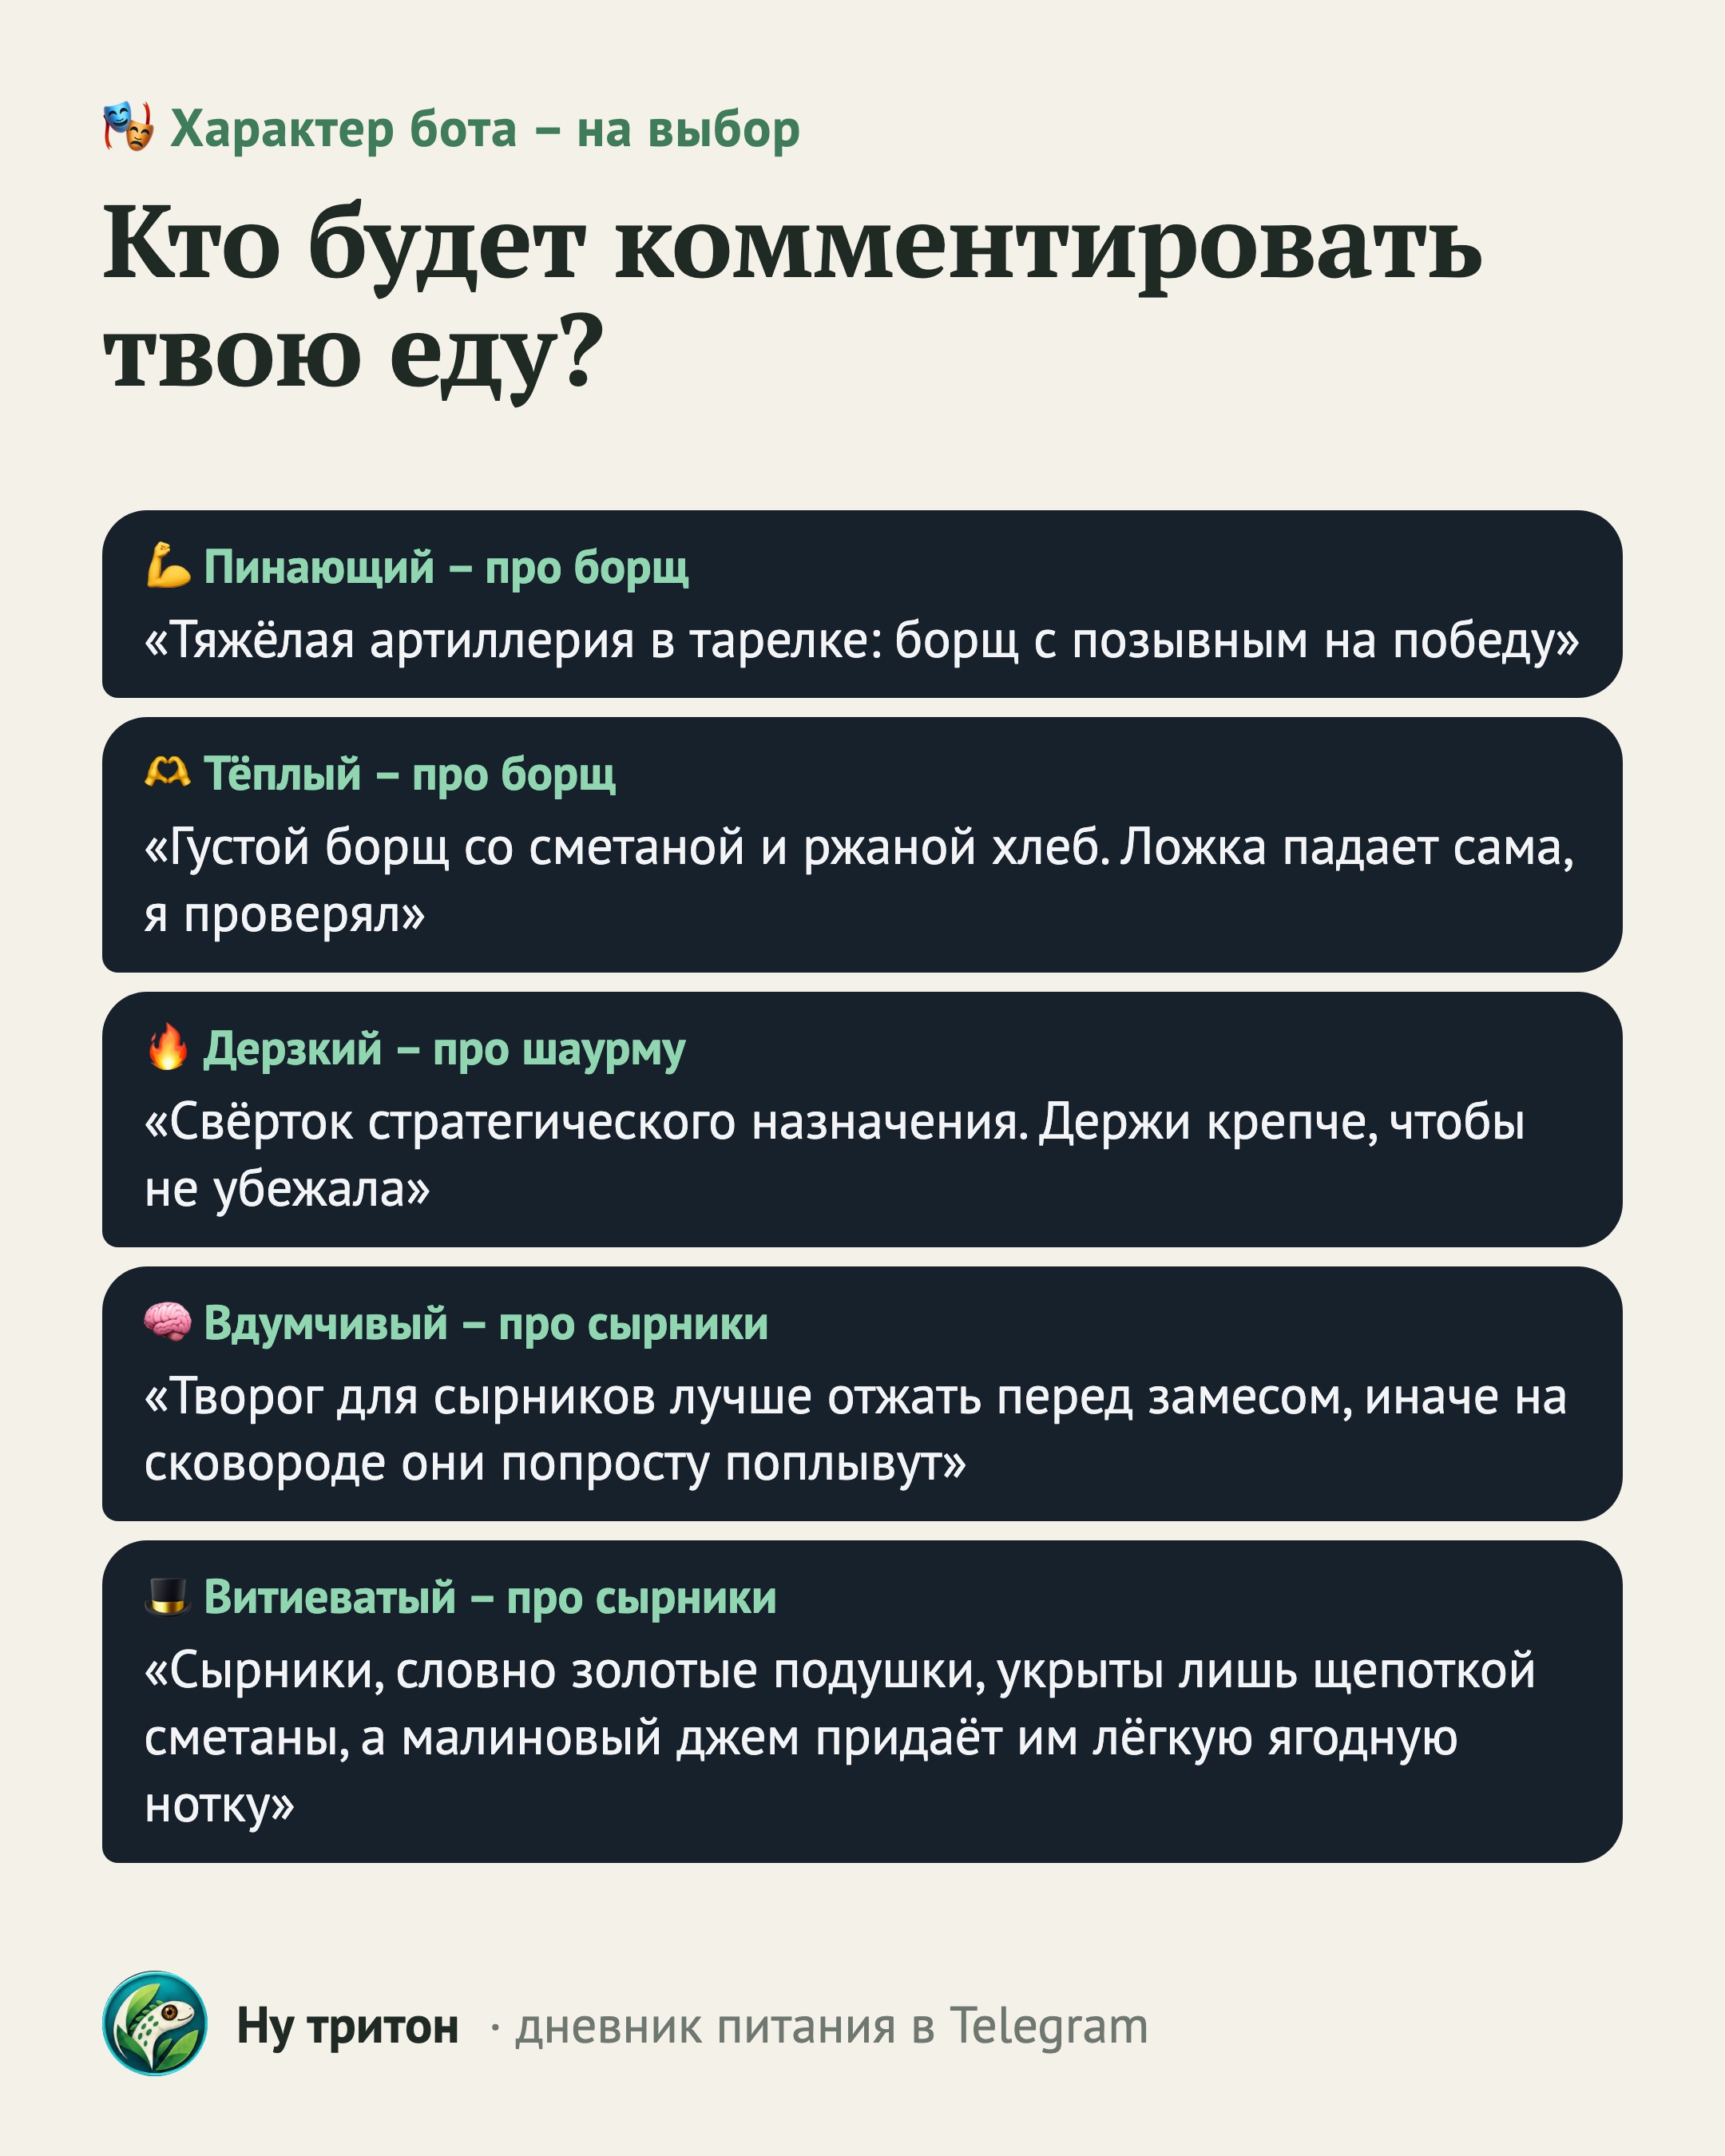 🎭 Характер бота – на выбор
Кто будет комментировать
твою еду?
💪 Пинающий – про борщ
«Тяжёлая артиллерия в тарелке: борщ с позывным на победу»
🫶 Тёплый – про борщ
«Густой борщ со сметаной и ржаной хлеб. Ложка падает сама,
я проверял»
🔥 Дерзкий – про шаурму
«Свёрток стратегического назначения. Держи крепче, чтобы
не убежала»
🧠 Вдумчивый – про сырники
«Творог для сырников лучше отжать перед замесом, иначе на
сковороде они попросту поплывут»
🎩 Витиеватый – про сырники
«Сырники, словно золотые подушки, укрыты лишь щепоткой
сметаны, а малиновый джем придаёт им лёгкую ягодную
нотку»
Ну тритон · дневник питания в Telegram